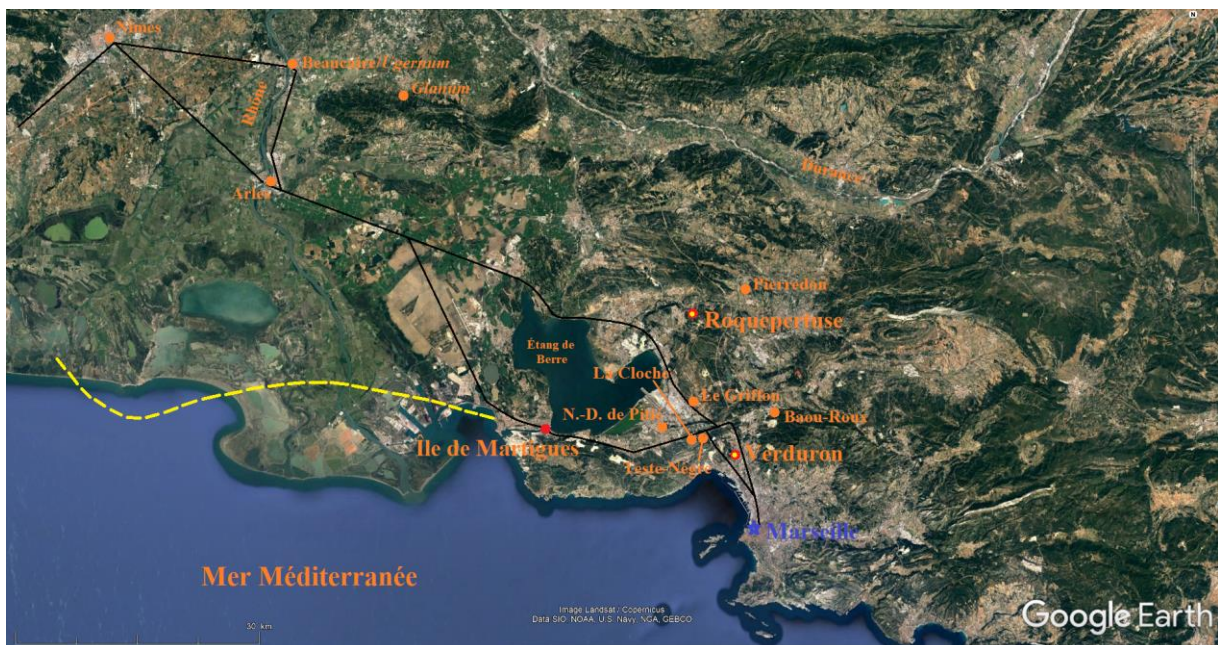 N
Nîmes
Beaucaire/Ugernum
Glanum
Rhône
Durance
Arles
Pierredon
Roquepertuse
Étang de
Berre
La Cloche
Le Griffon
N.-D. de Pitié
Baou-Roux
Île de Martigues
Teste-Nègre
Verduron
Marseille
Mer Méditerranée
Image Landsat / Copernicus
Data SIO, NOAA, U.S. Navy, NGA, GEBCO
30 km
Google Earth